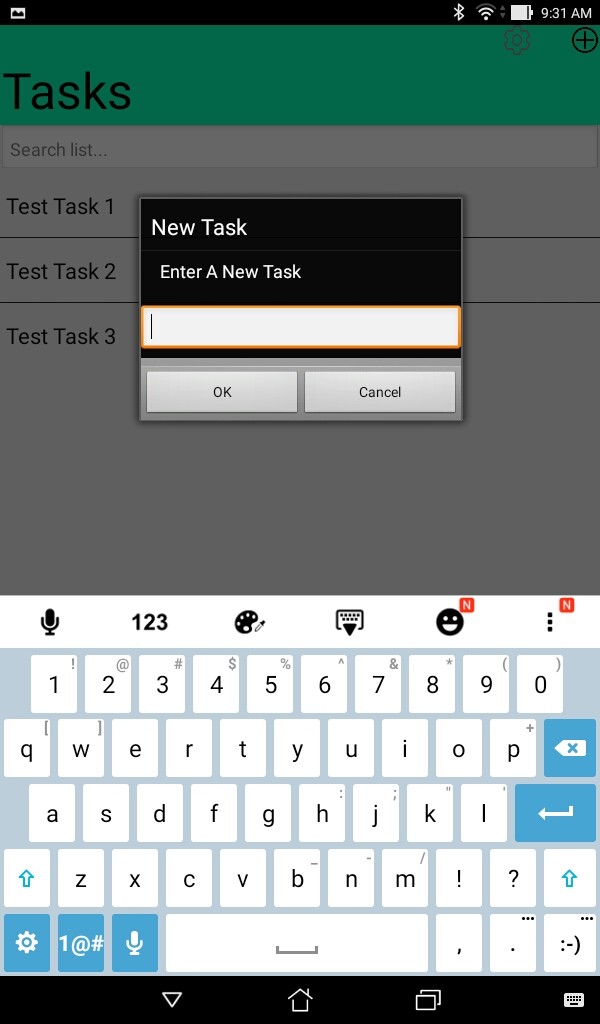 9:31 AM
Tasks
Search list...
Test Task 1
Test Task 2
Test Task 3
New Task
Enter A New Task
OK Cancel
123 N N
! @ # $ % ^ & * ( )
1 2 3 4 5 6 7 8 9 0
[ ] +
q w e r t y u i o p
: ; " '
a s d f g h j k l
_ - /
z x c v b n m ! ?
1@# , . :-)